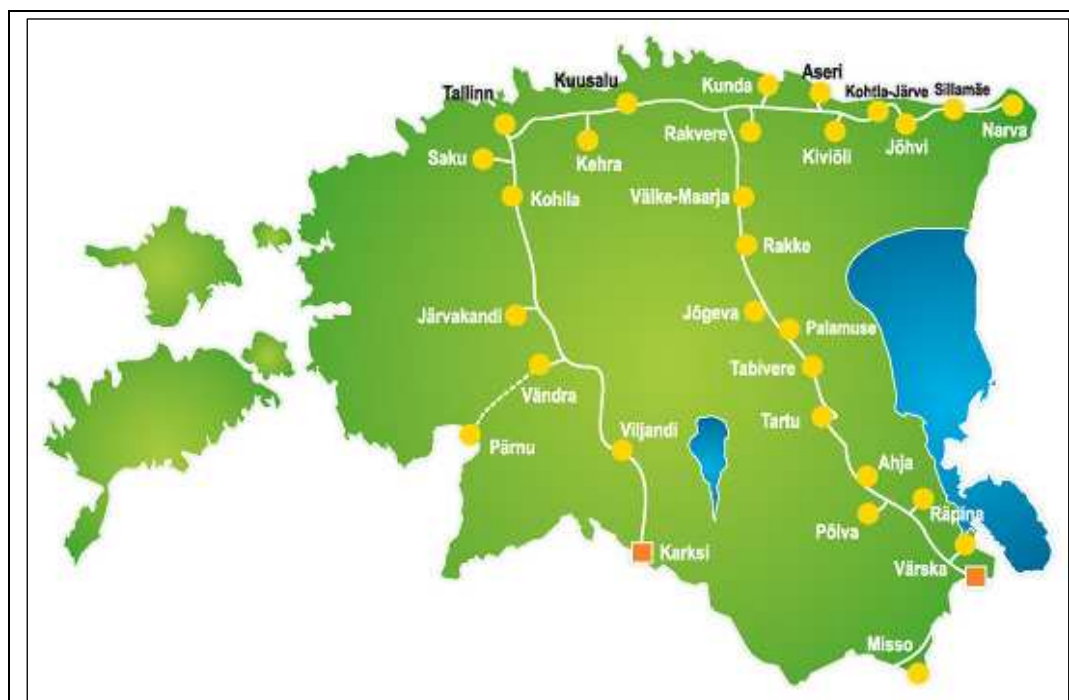 Tallinn
Kuusalu
Kunda
Aseri
Kohtla-Järve
Sillamäe
Narva
Saku
Kehra
Rakvere
Kiviõli
Jõhvi
Kohila
Väike-Maarja
Rakke
Järvakandi
Jõgeva
Palamuse
Vändra
Tabivere
Pärnu
Viljandi
Tartu
Ahja
Räpina
Põlva
Karksi
Värska
Misso